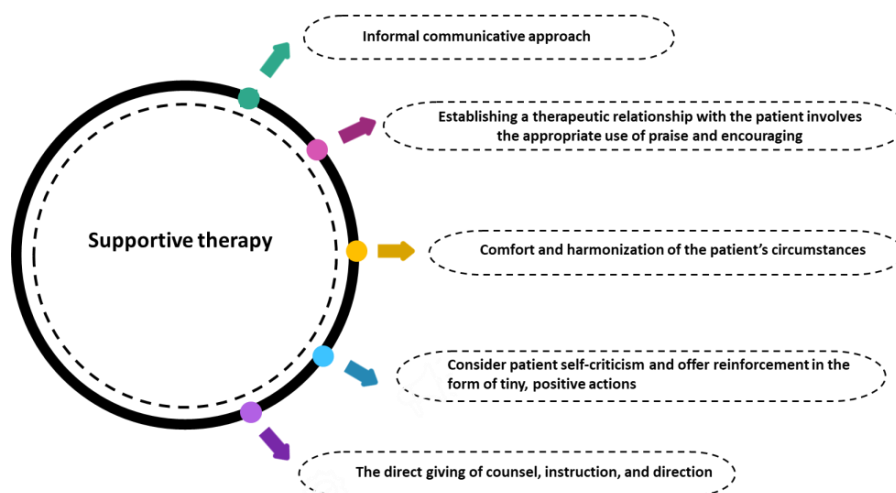 Informal communicative approach
Establishing a therapeutic relationship with the patient involves
the appropriate use of praise and encouraging
Supportive therapy
Comfort and harmonization of the patient's circumstances
Consider patient self-criticism and offer reinforcement in the
form of tiny, positive actions
The direct giving of counsel, instruction, and direction